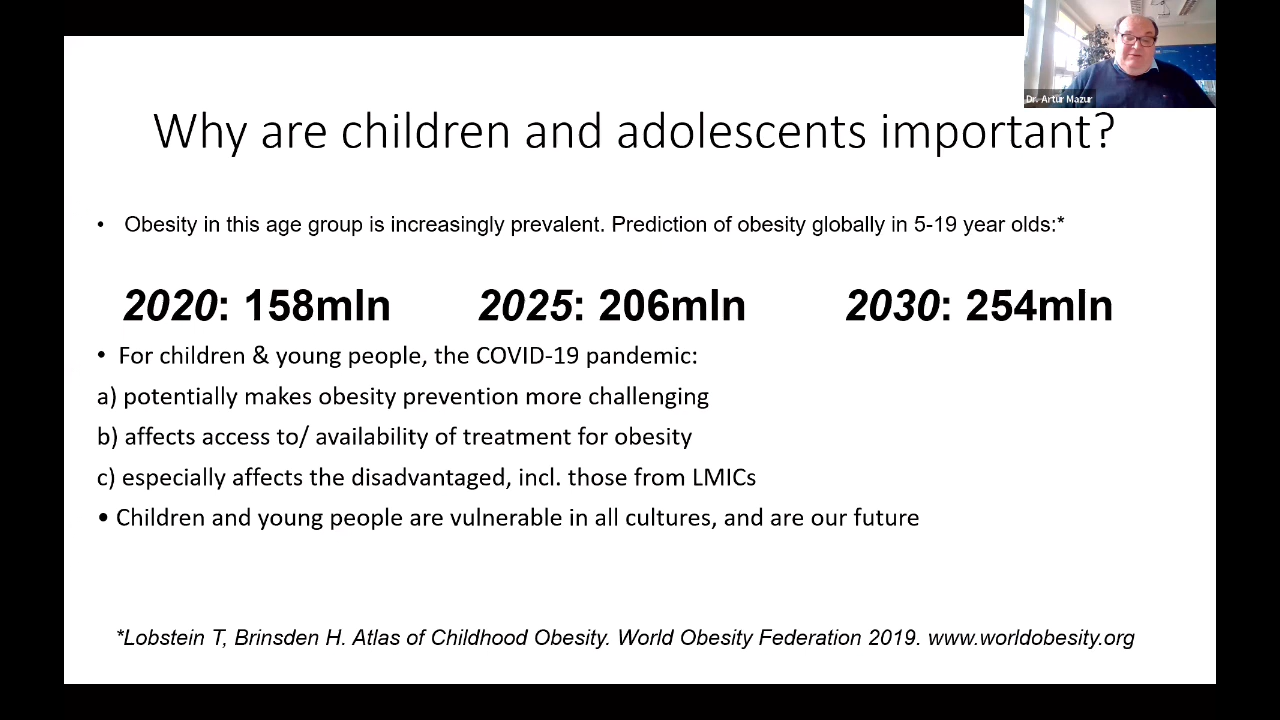 Dr. Artur Mazur
Why are children and adolescents important?
• Obesity in this age group is increasingly prevalent. Prediction of obesity globally in 5-19 year olds:*
2020: 158mln 2025: 206mln 2030: 254mln
• For children & young people, the COVID-19 pandemic:
a) potentially makes obesity prevention more challenging
b) affects access to/ availability of treatment for obesity
c) especially affects the disadvantaged, incl. those from LMICs
• Children and young people are vulnerable in all cultures, and are our future
*Lobstein T, Brinsden H. Atlas of Childhood Obesity. World Obesity Federation 2019. www.worldobesity.org